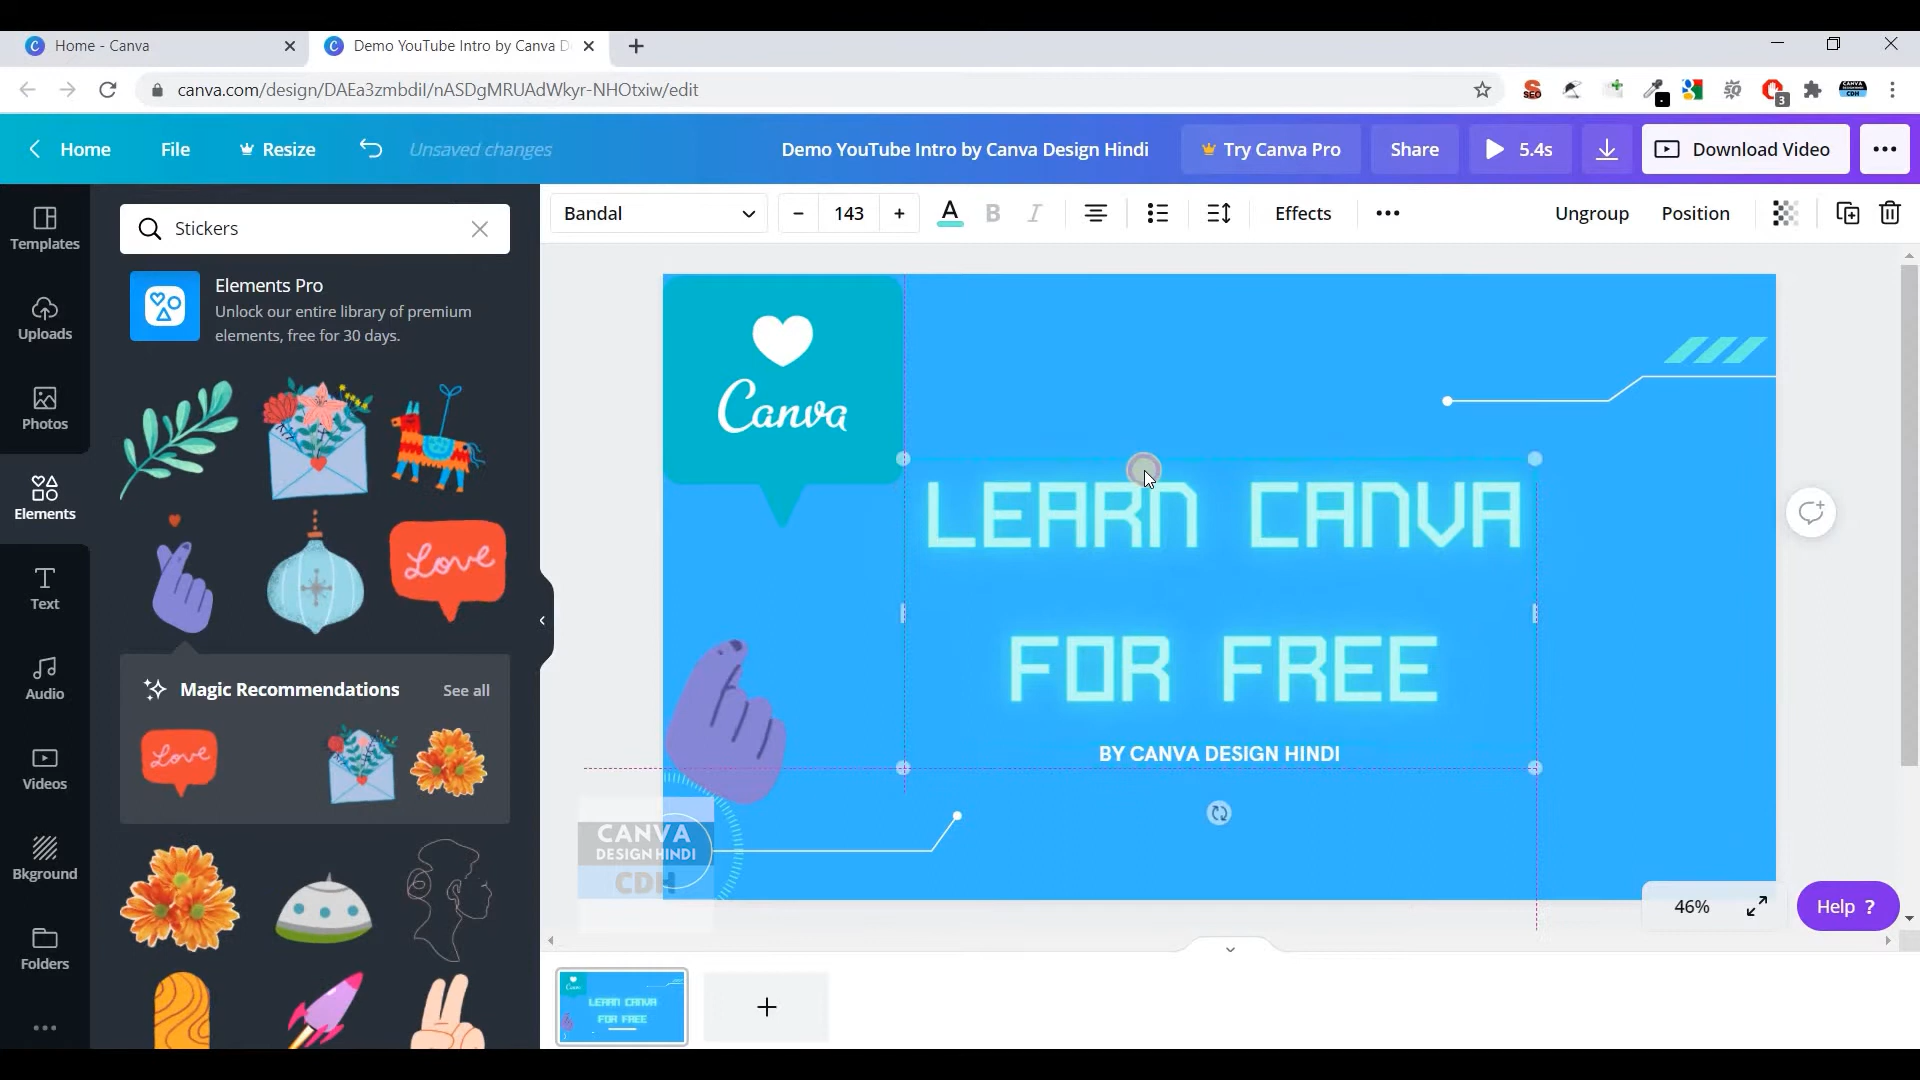 Home - Canva
Demo YouTube Intro by Canva D
canva.com/design/DAEa3zmbdiI/nASDgMRUAdWkyr-NHOtxiw/edit
SEO
3
CANVA
CDH
Home
File
Resize
Unsaved changes
Demo YouTube Intro by Canva Design Hindi
Try Canva Pro
Share
5.4s
Download Video
Templates
Uploads
Photos
Elements
Text
Audio
Videos
Bkground
Folders
Stickers
Elements Pro
Unlock our entire library of premium
elements, free for 30 days.
Love
Magic Recommendations
See all
Love
Bandal
143
A
B
I
Effects
Ungroup
Position
Canva
LEARN CANVA
FOR FREE
BY CANVA DESIGN HINDI
CANVA
DESIGN HINDI
CDH
46%
Help ?
LEARN CANVA
FOR FREE